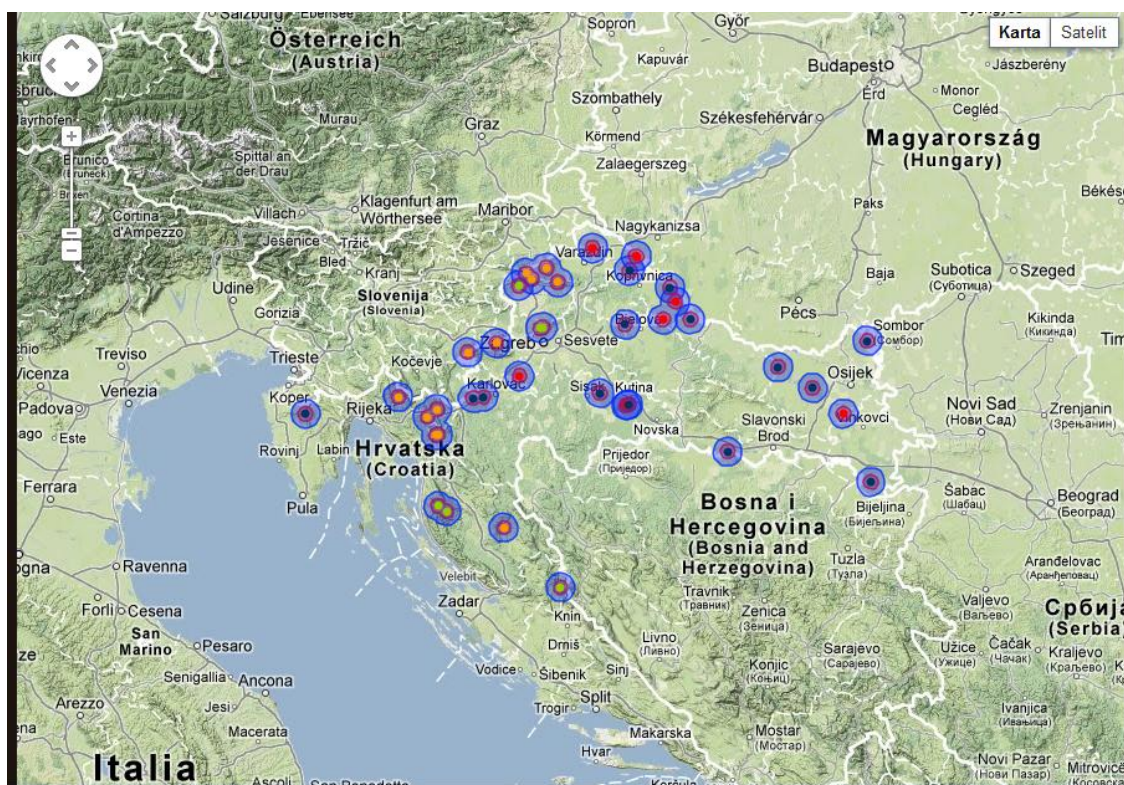 Salzburg
Sopron
Győr
Karta
Satelit
Österreich
(Austria)
Kapuvár
Budapest
Jászberény
Érd
Monor
Cegléd
Mayrhofen
Murau
Szombathely
Székesfehérvár
Graz
Körmend
Magyarország
(Hungary)
Brunico
(Bruneck)
Spittal an
der Drau
Zalaegerszeg
Brixen
Békés
Klagenfurt am
Wörthersee
Paks
Cortina
d'Ampezzo
Villach
Maribor
Nagykanizsa
Jesenice
Tržič
Bled
Varaždin
Kranj
Koprivnica
Baja
Subotica
(Суботица)
Szeged
Udine
Slovenija
(Slovenia)
Pécs
Gorizia
Bjelovar
Sombor
(Сомбор)
Kikinda
(Кикинда)
Zagreb
Sesvete
Treviso
Trieste
Kočevje
Vicenza
Venezia
Osijek
Koper
Karlovac
Sisak
Kutina
Padova
Rijeka
Novi Sad
(Нови Сад)
Zrenjanin
(Зрењанин)
Este
Novska
Slavonski
Brod
Vinkovci
Rovinj
Labin
Hrvatska
(Croatia)
Prijedor
(Приједор)
Ferrara
Pula
Bosna i
Hercegovina
(Bosnia and
Herzegovina)
Bijeljina
(Бијељина)
Šabac
(Шабац)
Beograd
(Београд)
Ravenna
Velebit
Tuzla
(Тузла)
Aranđelovac
(Аранђеловац)
Forlì
Cesena
Zadar
Travnik
(Травник)
Knin
Zenica
(Зеница)
Valjevo
(Ваљево)
Србија
(Serbia)
San
Marino
Pesaro
Drniš
Livno
(Ливно)
Sarajevo
(Сарајево)
Užice
(Ужице)
Čačak
(Чачак)
Kraljevo
(Краљево)
Senigallia
Ancona
Vodice
Šibenik
Sinj
Konjic
(Коњиц)
Arezzo
Jesi
Trogir
Split
Ivanjica
(Ивањица)
Macerata
Makarska
Mostar
(Мостар)
Hvar
Novi Pazar
(Нови Пазар)
Italia